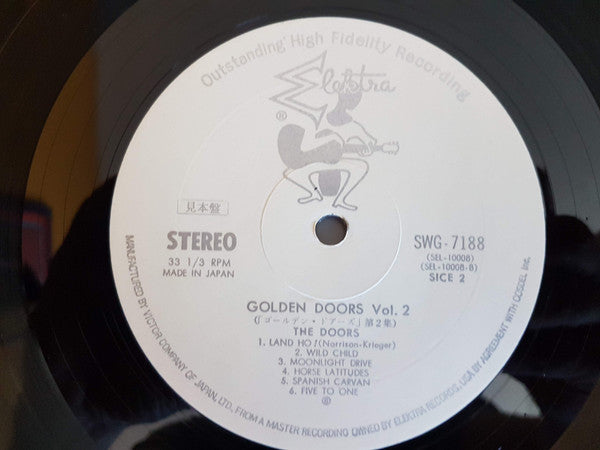 Outstanding High Fidelity Recording
Elektra
®
見本盤
STEREO
33 1/3 RPM
MADE IN JAPAN
SWG-7188
(SEL-10008)
(SEL-10008-B)
SICE 2
GOLDEN DOORS Vol. 2
(「ゴールデン・ドアーズ」第2集)
THE DOORS
1. LAND HO!(Norrison-Krieger)
2. WILD CHILD
3. MOONLIGHT DRIVE
4. HORSE LATITUDES
5. SPANISH CARVAN
6. FIVE TO ONE
℗
MANUFACTURED BY VICTOR COMPANY OF JAPAN, LTD., FROM A MASTER RECORDING OWNED BY ELEKTRA RECORDS, USA BY AGREEMENT WITH COSDEL Inc.